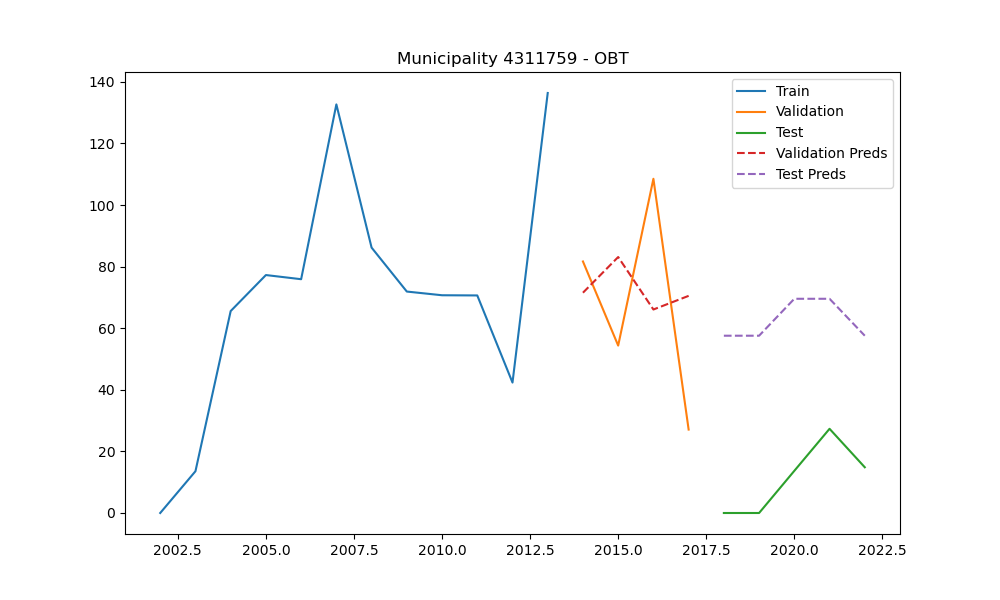 Municipality 4311759 - OBT
140
120
100
80
60
40
20
0
2002.5 2005.0 2007.5 2010.0 2012.5 2015.0 2017.5 2020.0 2022.5
Train
Validation
Test
Validation Preds
Test Preds